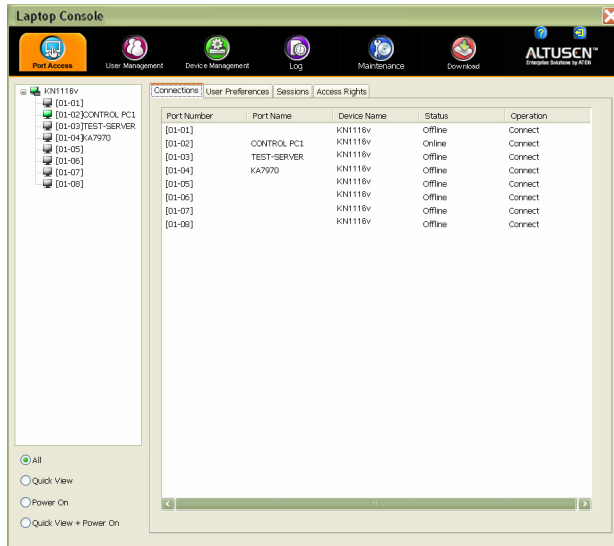 Laptop Console
Port Access User Management Device Management Log Maintenance Download
ALTUSEN™
Enterprise Solutions by ATEN
KN1116v
[01-01]
[01-02]CONTROL PC1
[01-03]TEST-SERVER
[01-04]KA7970
[01-05]
[01-06]
[01-07]
[01-08]
Connections User Preferences Sessions Access Rights
Port Number Port Name Device Name Status Operation
[01-01] KN1116v Offline Connect
[01-02] CONTROL PC1 KN1116v Online Connect
[01-03] TEST-SERVER KN1116v Offline Connect
[01-04] KA7970 KN1116v Offline Connect
[01-05] KN1116v Offline Connect
[01-06] KN1116v Offline Connect
[01-07] KN1116v Offline Connect
[01-08] KN1116v Offline Connect
All
Quick View
Power On
Quick View + Power On